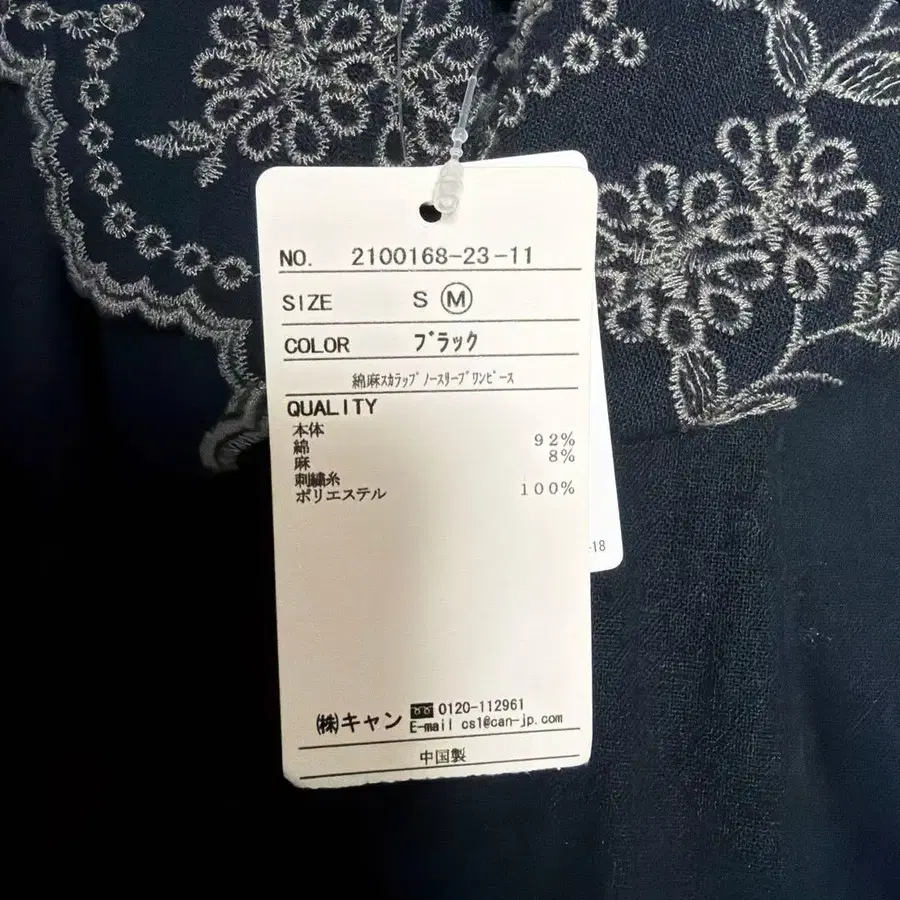 NO. 2100168-23-11
SIZE S Ⓜ
COLOR ﾌﾞﾗｯｸ
綿麻ｽｶﾗｯﾌﾟﾉｰｽﾘｰﾌﾞﾜﾝﾋﾟｰｽ
QUALITY
本体
綿 92%
麻 8%
刺繍糸
ポリエステル 100%
-18
㈱キャン 0120-112961
E-mail cs1@can-jp.com
中国製